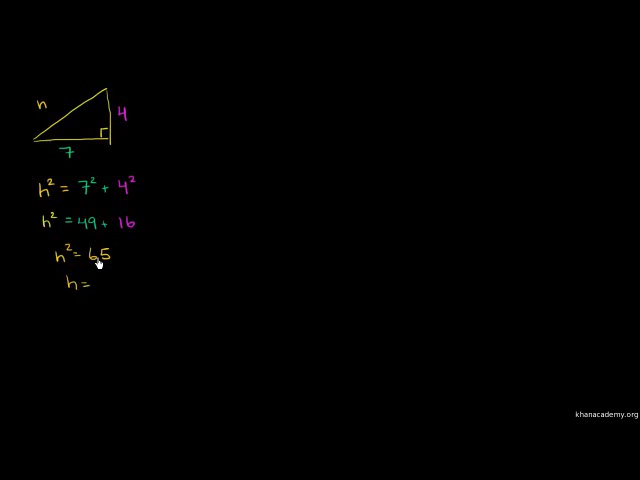 h
4
7
h² = 7² + 4²
h² = 49 + 16
h² = 65
h =
khanacademy.org